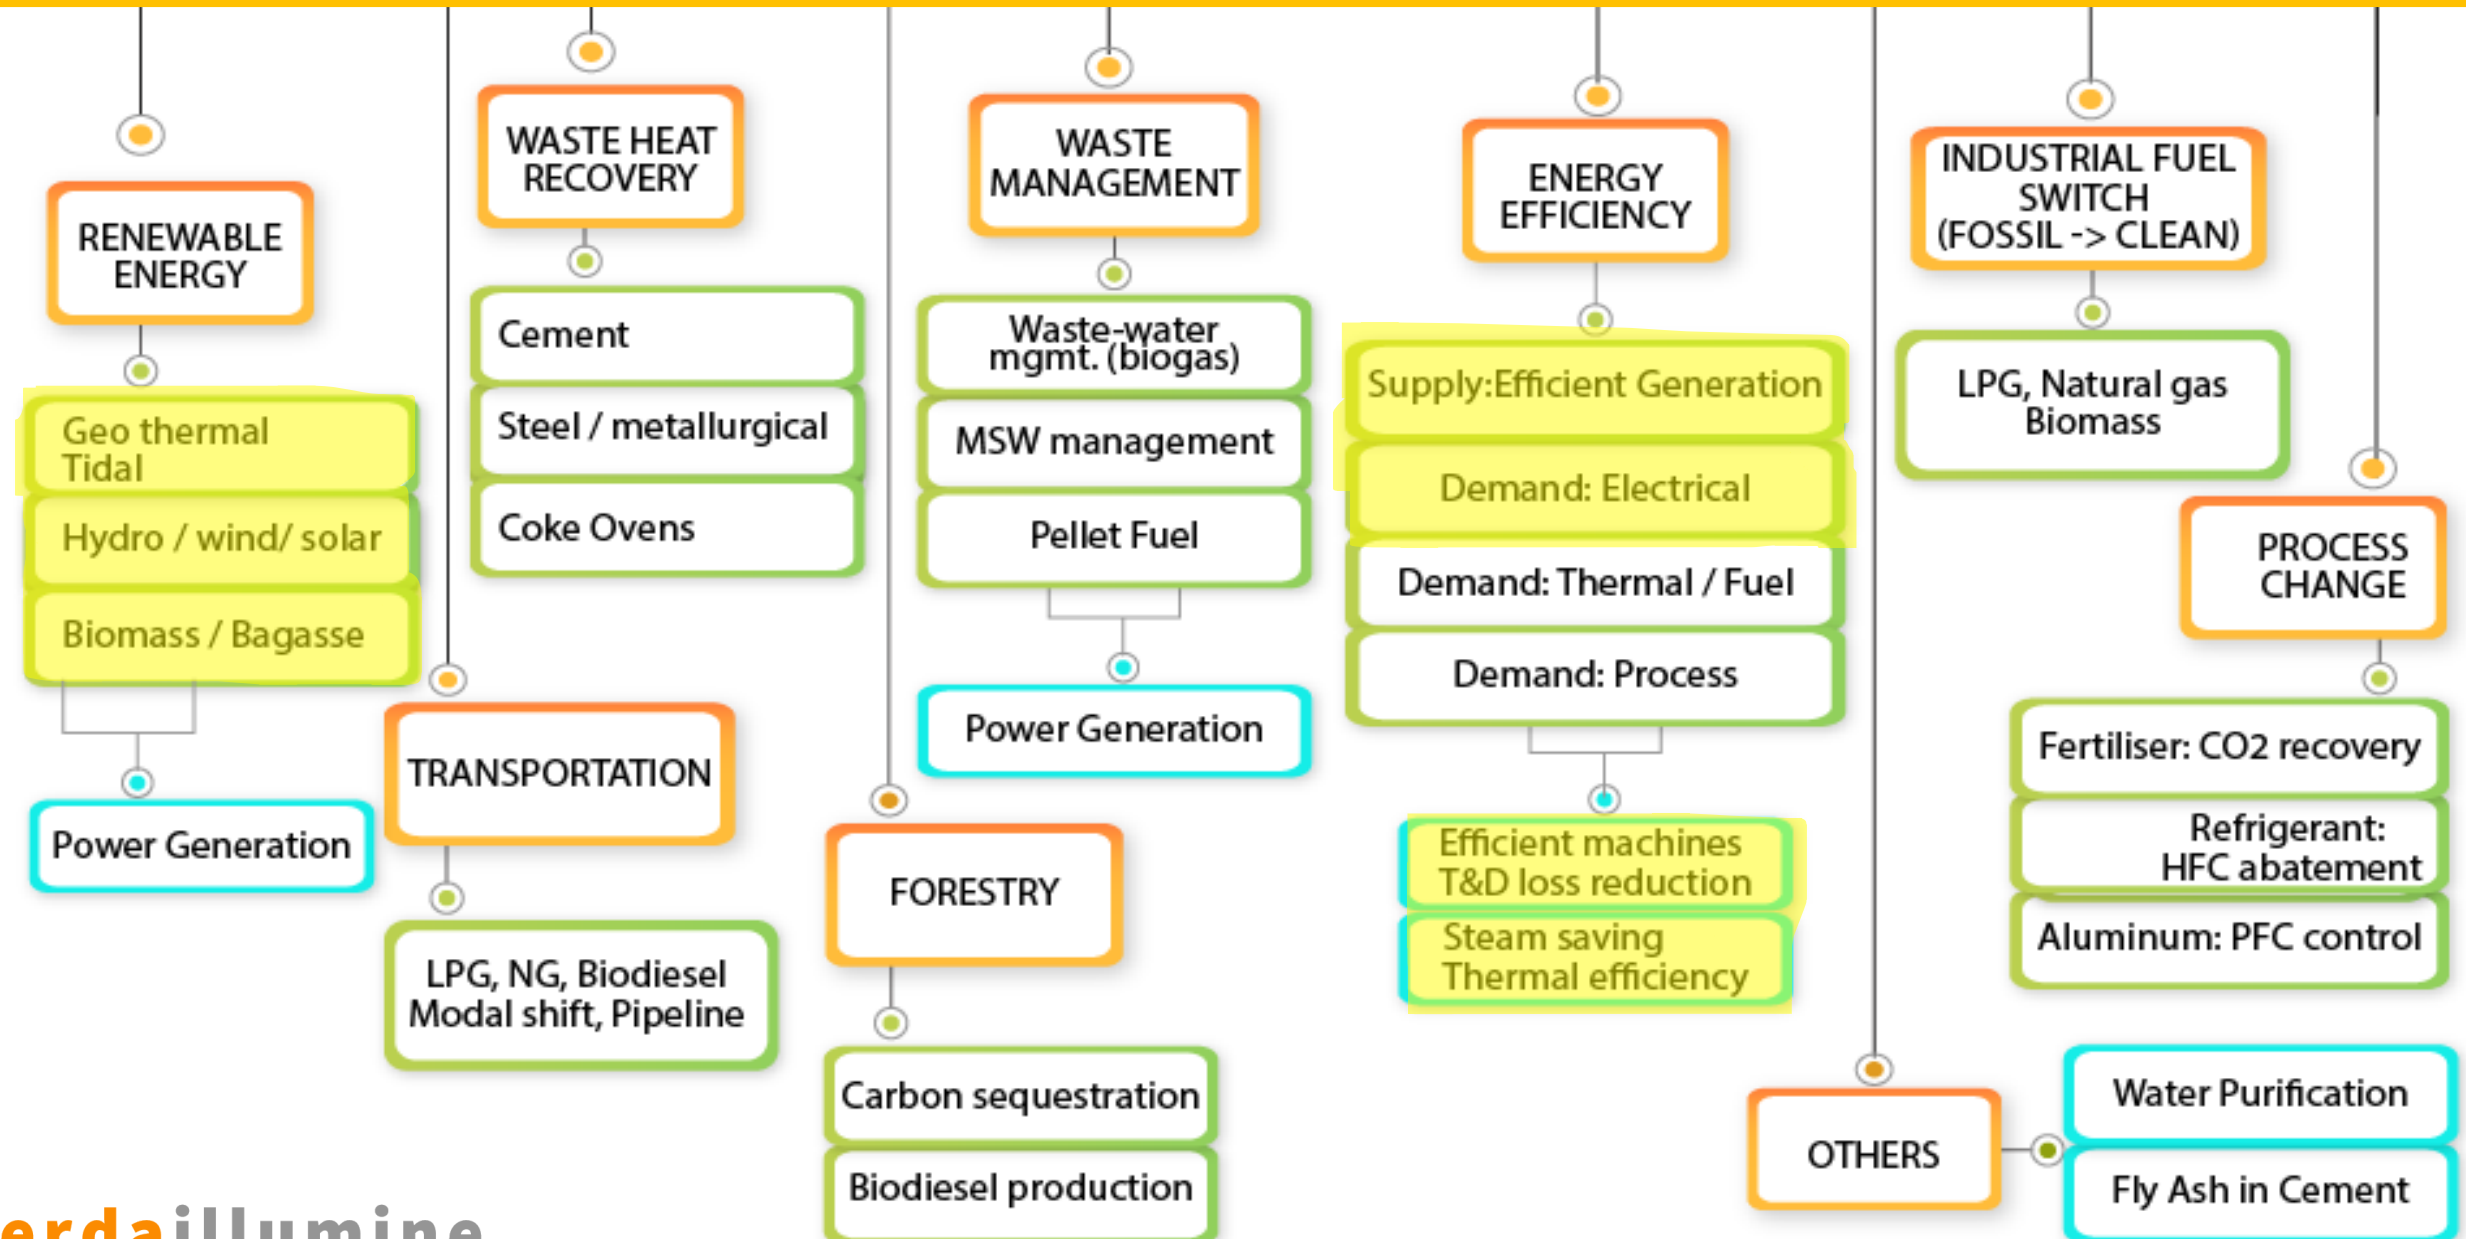 RENEWABLE
ENERGY
Geo thermal
Tidal
Hydro / wind/ solar
Biomass / Bagasse
Power Generation
TRANSPORTATION
LPG, NG, Biodiesel
Modal shift, Pipeline
WASTE HEAT
RECOVERY
Cement
Steel / metallurgical
Coke Ovens
FORESTRY
Carbon sequestration
Biodiesel production
WASTE
MANAGEMENT
Waste-water
mgmt. (biogas)
MSW management
Pellet Fuel
Power Generation
ENERGY
EFFICIENCY
Supply:Efficient Generation
Demand: Electrical
Demand: Thermal / Fuel
Demand: Process
Efficient machines
T&D loss reduction
Steam saving
Thermal efficiency
OTHERS
Water Purification
Fly Ash in Cement
INDUSTRIAL FUEL
SWITCH
(FOSSIL -> CLEAN)
LPG, Natural gas
Biomass
PROCESS
CHANGE
Fertiliser: CO2 recovery
Refrigerant:
HFC abatement
Aluminum: PFC control
erdaillumine